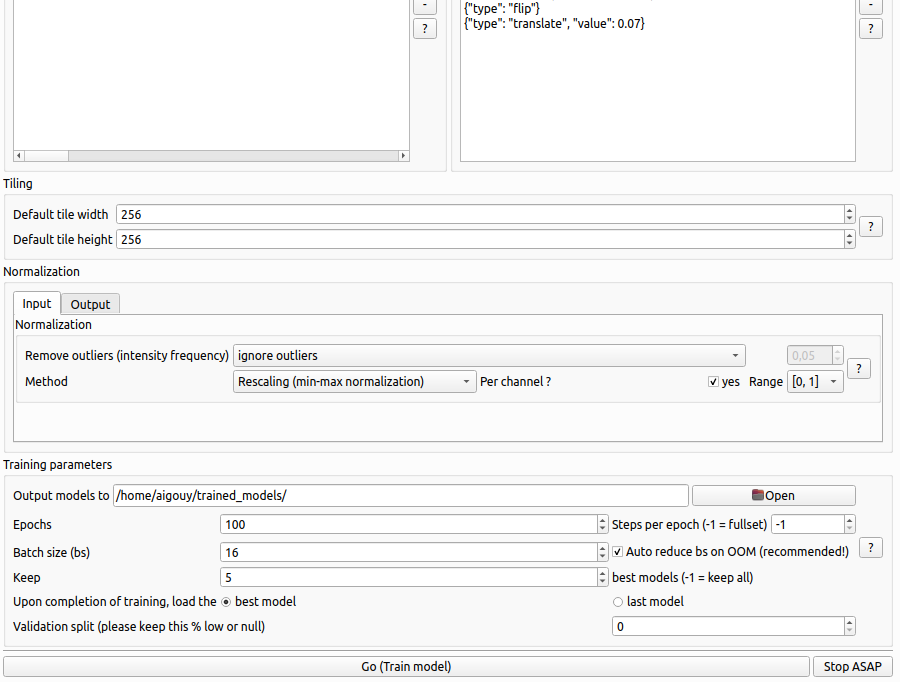 -
{"type": "flip"}
-
?
{"type": "translate", "value": 0.07}
?
Tiling
Default tile width 256
?
Default tile height 256
Normalization
Input Output
Normalization
Remove outliers (intensity frequency) ignore outliers 0,05
?
Method Rescaling (min-max normalization) Per channel ? yes Range [0, 1]
Training parameters
Output models to /home/aigouy/trained_models/ Open
Epochs 100 Steps per epoch (-1 = fullset) -1
Batch size (bs) 16 Auto reduce bs on OOM (recommended!) ?
Keep 5 best models (-1 = keep all)
Upon completion of training, load the best model last model
Validation split (please keep this % low or null) 0
Go (Train model) Stop ASAP